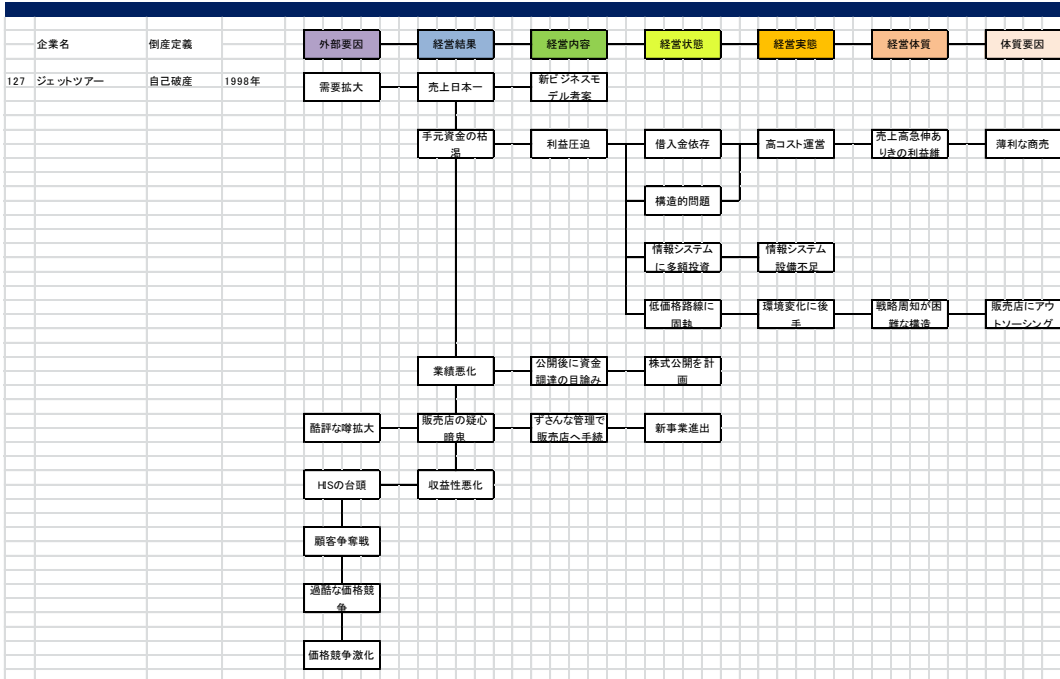 企業名 倒産定義 外部要因 経営結果 経営内容 経営状態 経営実態 経営体質 体質要因
127 ジェットツアー 自己破産 1998年
需要拡大 売上日本一
新ビジネスモ
デル考案
手元資金の枯
渇
利益圧迫 借入金依存 高コスト運営
売上高急伸あ
りきの利益維
薄利な商売
構造的問題
情報システム
に多額投資
情報システム
設備不足
低価格路線に
固執
環境変化に後
手
戦略周知が困
難な構造
販売店にアウ
トソーシング
業績悪化
公開後に資金
調達の目論み
株式公開を計
画
酷評な噂拡大
販売店の疑心
暗鬼
ずさんな管理で
販売店へ手続
新事業進出
HISの台頭 収益性悪化
顧客争奪戦
過酷な価格競
争
価格競争激化